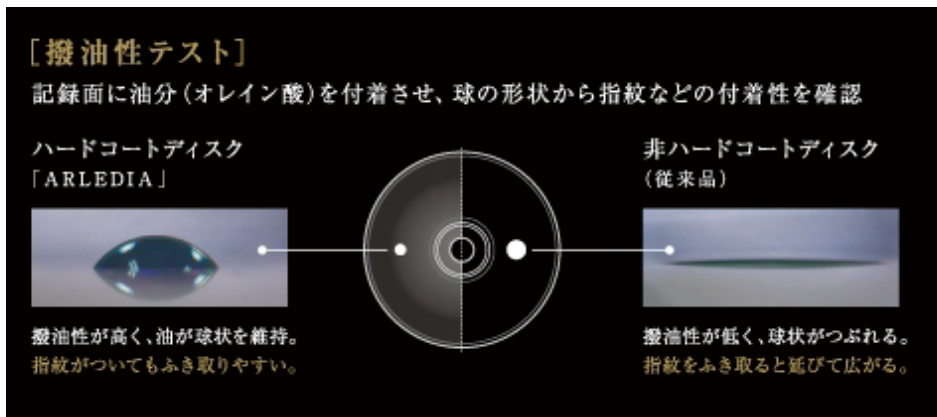 ［撥油性テスト］
記録面に油分（オレイン酸）を付着させ、球の形状から指紋などの付着性を確認
ハードコートディスク
「ARLEDIA」
撥油性が高く、油が球状を維持。
指紋がついてもふき取りやすい。
非ハードコートディスク
（従来品）
撥油性が低く、球状がつぶれる。
指紋をふき取ると延びて広がる。